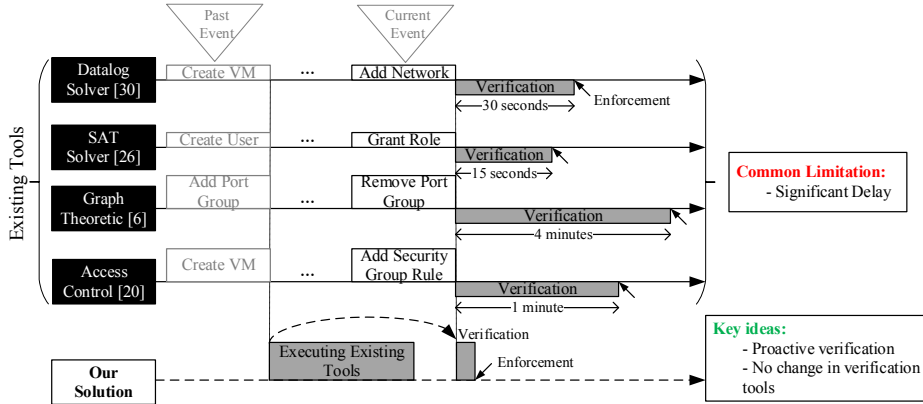 Past
Event
Current
Event
Existing Tools
Datalog
Solver [30]
Create VM
...
Add Network
Verification
30 seconds
Enforcement
SAT
Solver [26]
Create User
...
Grant Role
Verification
15 seconds
Graph
Theoretic [6]
Add Port
Group
...
Remove Port
Group
Verification
4 minutes
Access
Control [20]
Create VM
...
Add Security
Group Rule
Verification
1 minute
Common Limitation:
- Significant Delay
Our
Solution
Executing Existing
Tools
Verification
Enforcement
Key ideas:
- Proactive verification
- No change in verification
tools